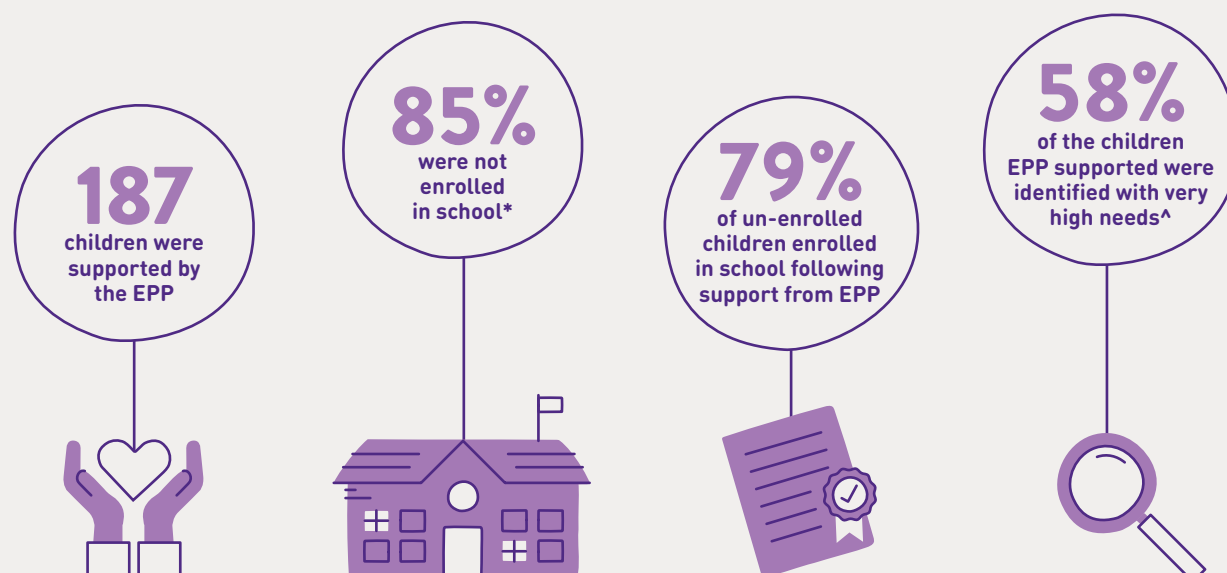 187
children were
supported by
the EPP
85%
were not
enrolled
in school*
79%
of un-enrolled
children enrolled
in school following
support from EPP
58%
of the children
EPP supported were
identified with very
high needs^